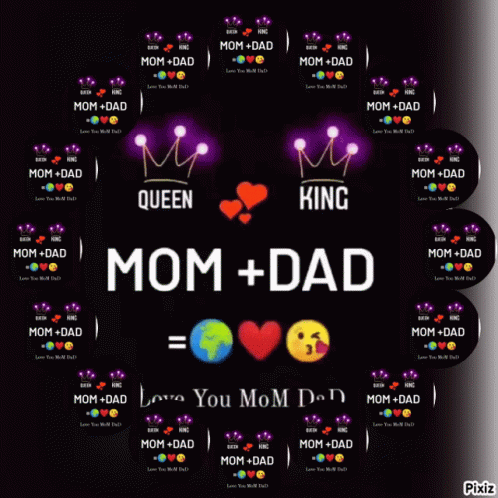 QUEEN KING
MOM +DAD
=🌍❤️😘
Love You MoM DaD
Pixiz